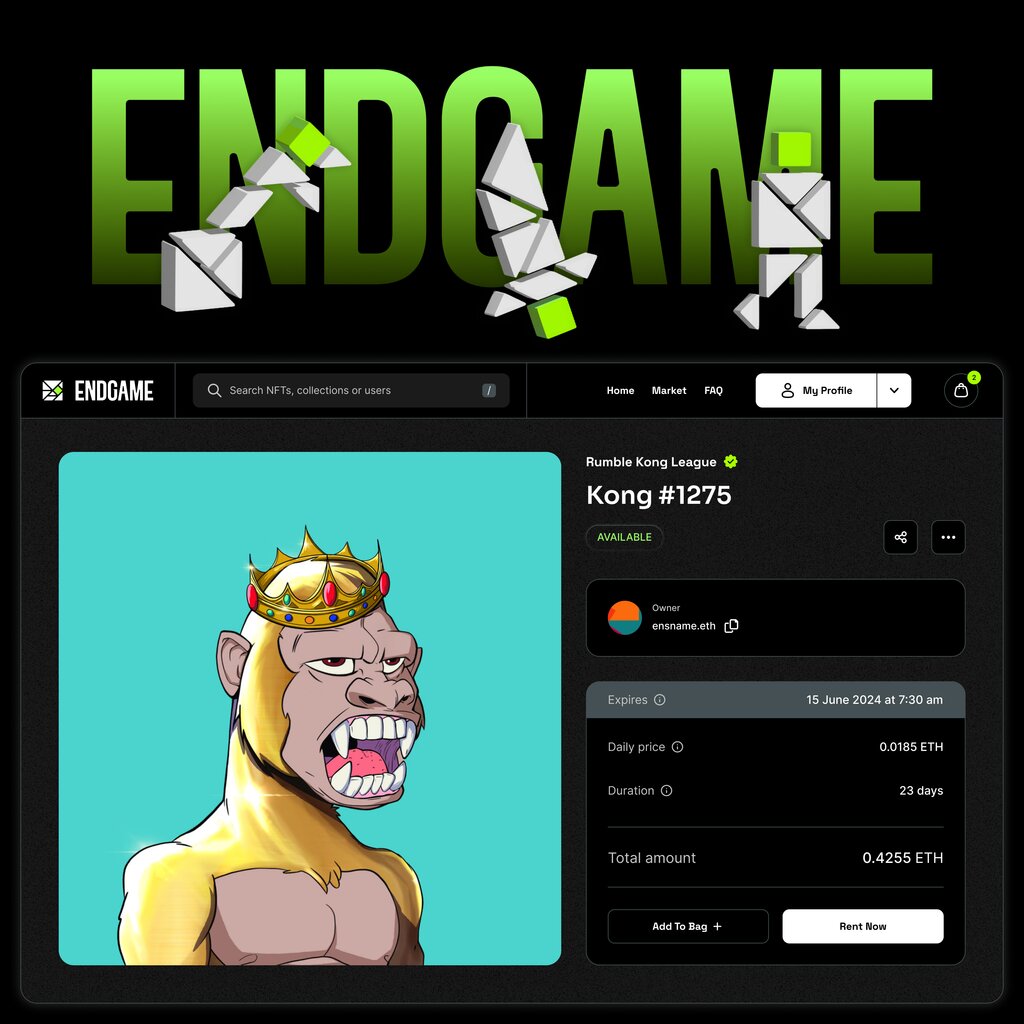 ENDGAME
ENDGAME
Search NFTs, collections or users
/
Home
Market
FAQ
My Profile
2
Rumble Kong League
Kong #1275
AVAILABLE
Owner
ensname.eth
Expires
15 June 2024 at 7:30 am
Daily price
0.0185 ETH
Duration
23 days
Total amount
0.4255 ETH
Add To Bag +
Rent Now